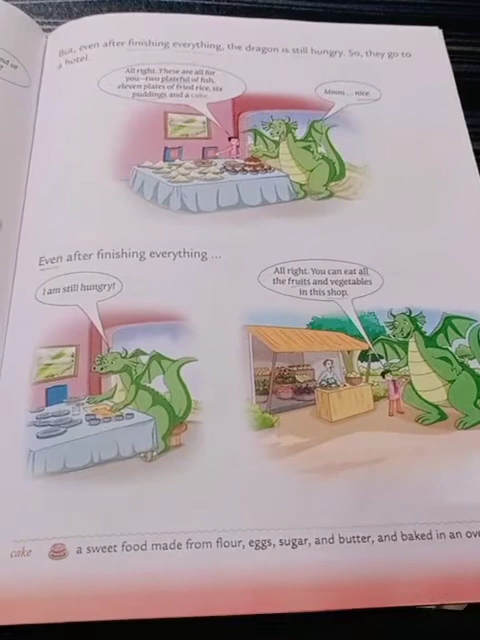 But, even after finishing everything, the dragon is still hungry. So, they go to
a hotel.
All right. These are all for
you—two plateful of fish,
eleven plates of fried rice, six
puddings and a cake.
Mmm ... nice.
Even after finishing everything ...
I am still hungry!
All right. You can eat all
the fruits and vegetables
in this shop.
cake a sweet food made from flour, eggs, sugar, and butter, and baked in an ove